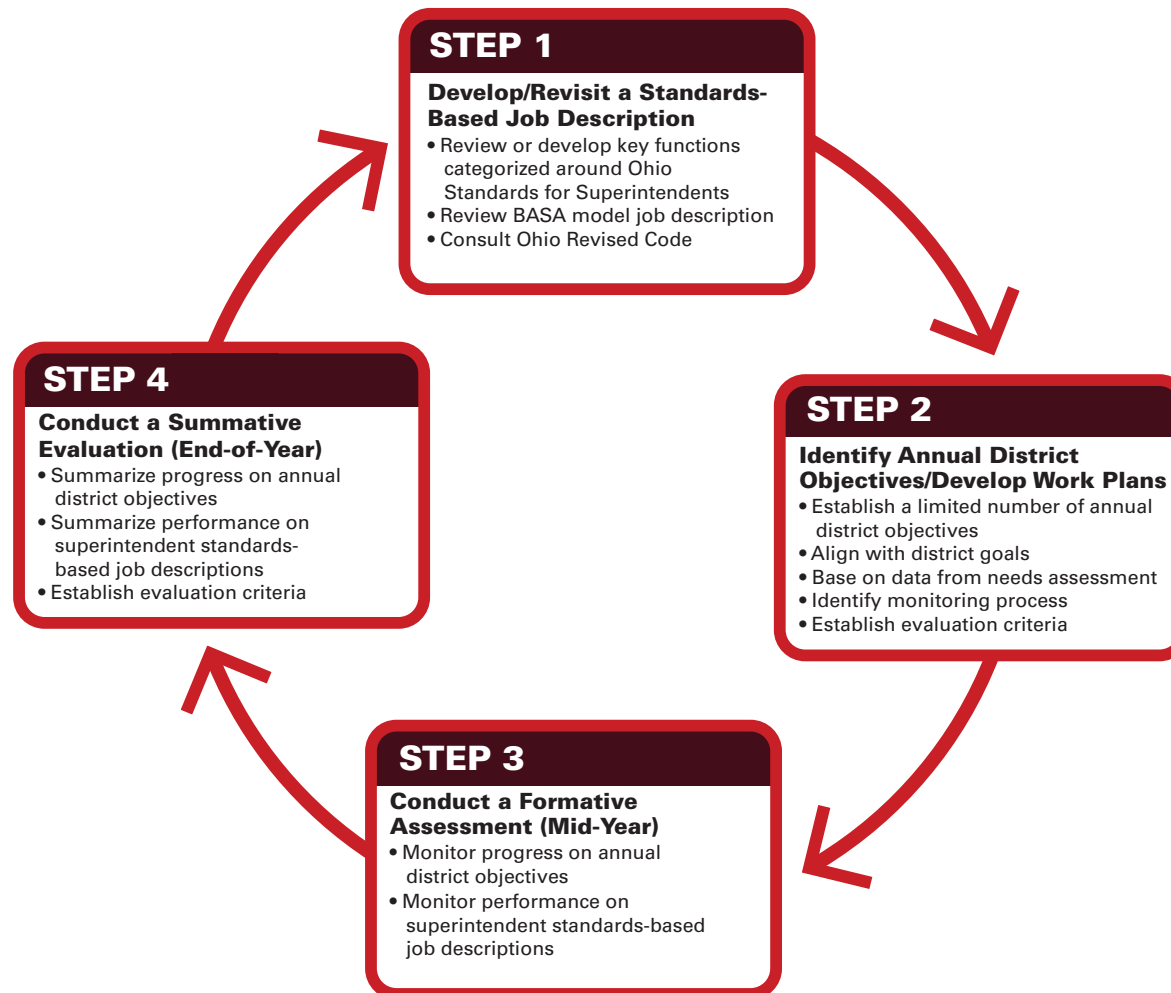 STEP 1
Develop/Revisit a Standards-
Based Job Description
• Review or develop key functions
categorized around Ohio
Standards for Superintendents
• Review BASA model job description
• Consult Ohio Revised Code
STEP 2
Identify Annual District
Objectives/Develop Work Plans
• Establish a limited number of annual
district objectives
• Align with district goals
• Base on data from needs assessment
• Identify monitoring process
• Establish evaluation criteria
STEP 3
Conduct a Formative
Assessment (Mid-Year)
• Monitor progress on annual
district objectives
• Monitor performance on
superintendent standards-based
job descriptions
STEP 4
Conduct a Summative
Evaluation (End-of-Year)
• Summarize progress on annual
district objectives
• Summarize performance on
superintendent standards-
based job descriptions
• Establish evaluation criteria